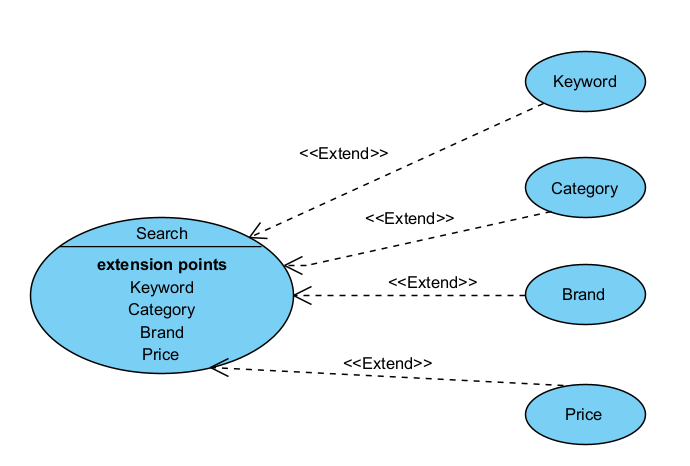 Keyword
<<Extend>>
Category
<<Extend>>
Search
extension points
Keyword
Category
Brand
Price
<<Extend>>
Brand
<<Extend>>
Price